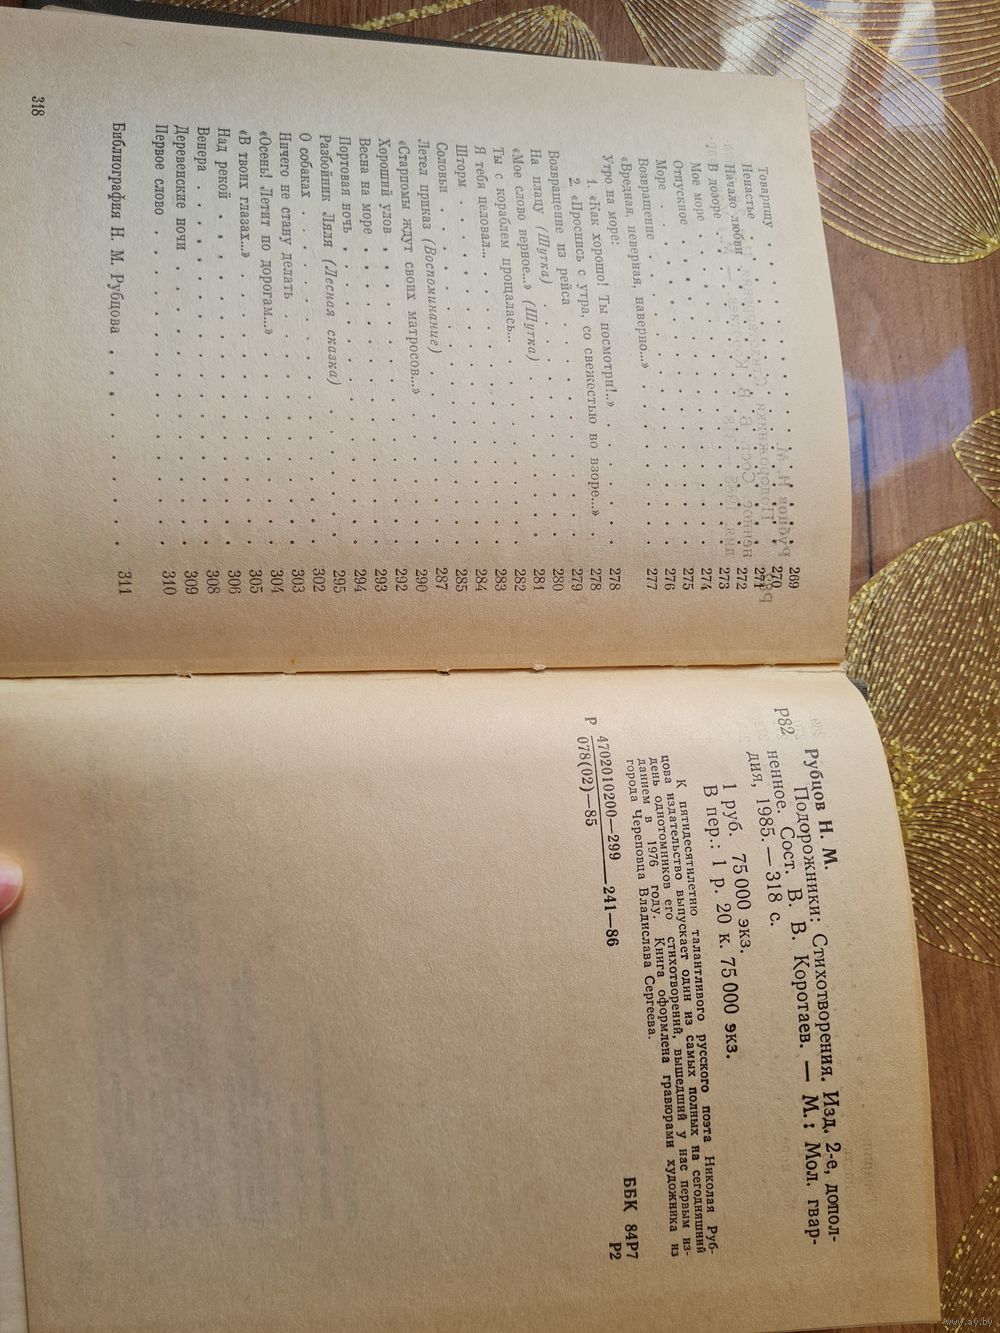 Товарищу . . . . . . . . 269
Ненастье . . . . . . . . 270
Начало любви . . . . . . . . 271
В дозоре . . . . . . . . 272
Мое море . . . . . . . . 273
Отпускное . . . . . . . . 274
Море . . . . . . . . 275
Возвращение . . . . . . . . 276
«Вредная, неверная, наверно...» . . . . . 277
Утро на море:
1. «Как хорошо! Ты посмотри!..» . . . . 278
2. «Проснись с утра, со свежестью во взоре...» . 278
Возвращение из рейса . . . . . . . 279
На плацу (Шутка) . . . . . . . 280
«Мое слово верное...» (Шутка) . . . . . 281
Ты с кораблем прощалась... . . . . . . 282
Я тебя целовал... . . . . . . . 283
Шторм . . . . . . . . 284
Соловьи . . . . . . . . 285
Летел приказ (Воспоминание) . . . . . 287
«Старпомы ждут своих матросов...» . . . . 290
Хороший улов . . . . . . . 292
Весна на море . . . . . . . 293
Портовая ночь . . . . . . . 295
Разбойник Ляля (Лесная сказка) . . . . 302
О собаках . . . . . . . . 303
Ничего не стану делать . . . . . . 304
«Осень! Летит по дорогам...» . . . . . 305
«В твоих глазах...» . . . . . . . 306
Над рекой . . . . . . . . 308
Венера . . . . . . . . 309
Деревенские ночи . . . . . . . 310
Первое слово . . . . . . . .
Библиография Н. М. Рубцова . . . . . 311
318
Рубцов Н. М.
р82 Подорожники: Стихотворения. Изд. 2-е, допол-
ненное. Сост. В. В. Коротаев. — М.: Мол. гвар-
дия, 1985. — 318 с.
1 руб. 75 000 экз.
В пер.: 1 р. 20 к. 75 000 экз.
К пятидесятилетию талантливого русского поэта Николая Руб-
цова издательство выпускает один из самых полных на сегодняшний
день однотомников его стихотворений, вышедший у нас первым из-
данием в 1976 году. Книга оформлена гравюрами художника из
города Череповца Владислава Сергеева.
Р 4702010200—299 241—86
078(02)—85
ББК 84Р7
Р2
www.ay.by